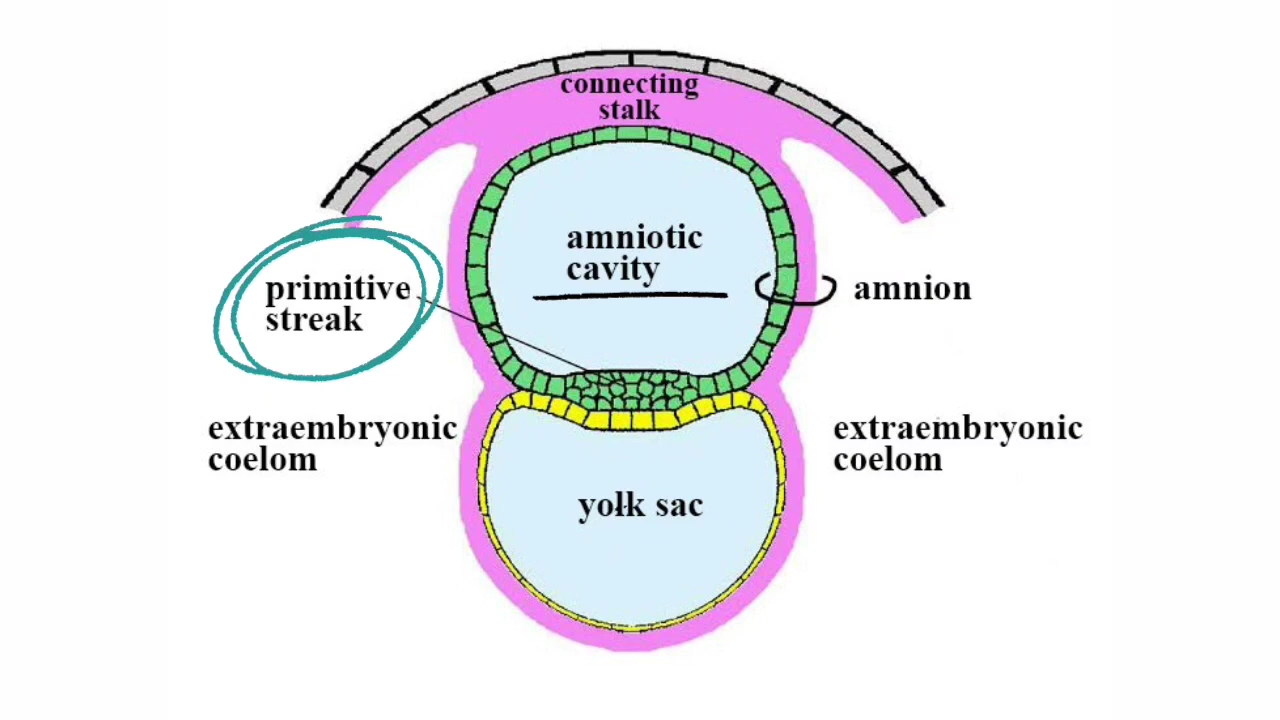 connecting
stalk
amniotic
cavity
primitive
streak
amnion
extraembryonic
coelom
extraembryonic
coelom
yołk sac